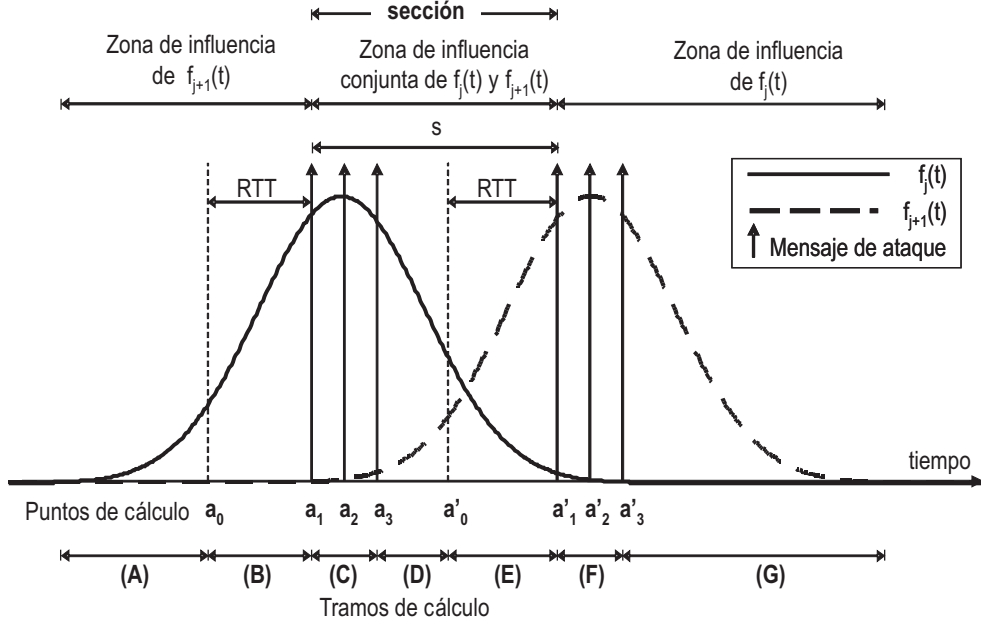 sección
Zona de influencia
de f_{j+1}(t)
Zona de influencia
conjunta de f_j(t) y f_{j+1}(t)
Zona de influencia
de f_j(t)
s
RTT
RTT
f_j(t)
f_{j+1}(t)
Mensaje de ataque
tiempo
Puntos de cálculo a_0 a_1 a_2 a_3 a'_0 a'_1 a'_2 a'_3
(A) (B) (C) (D) (E) (F) (G)
Tramos de cálculo